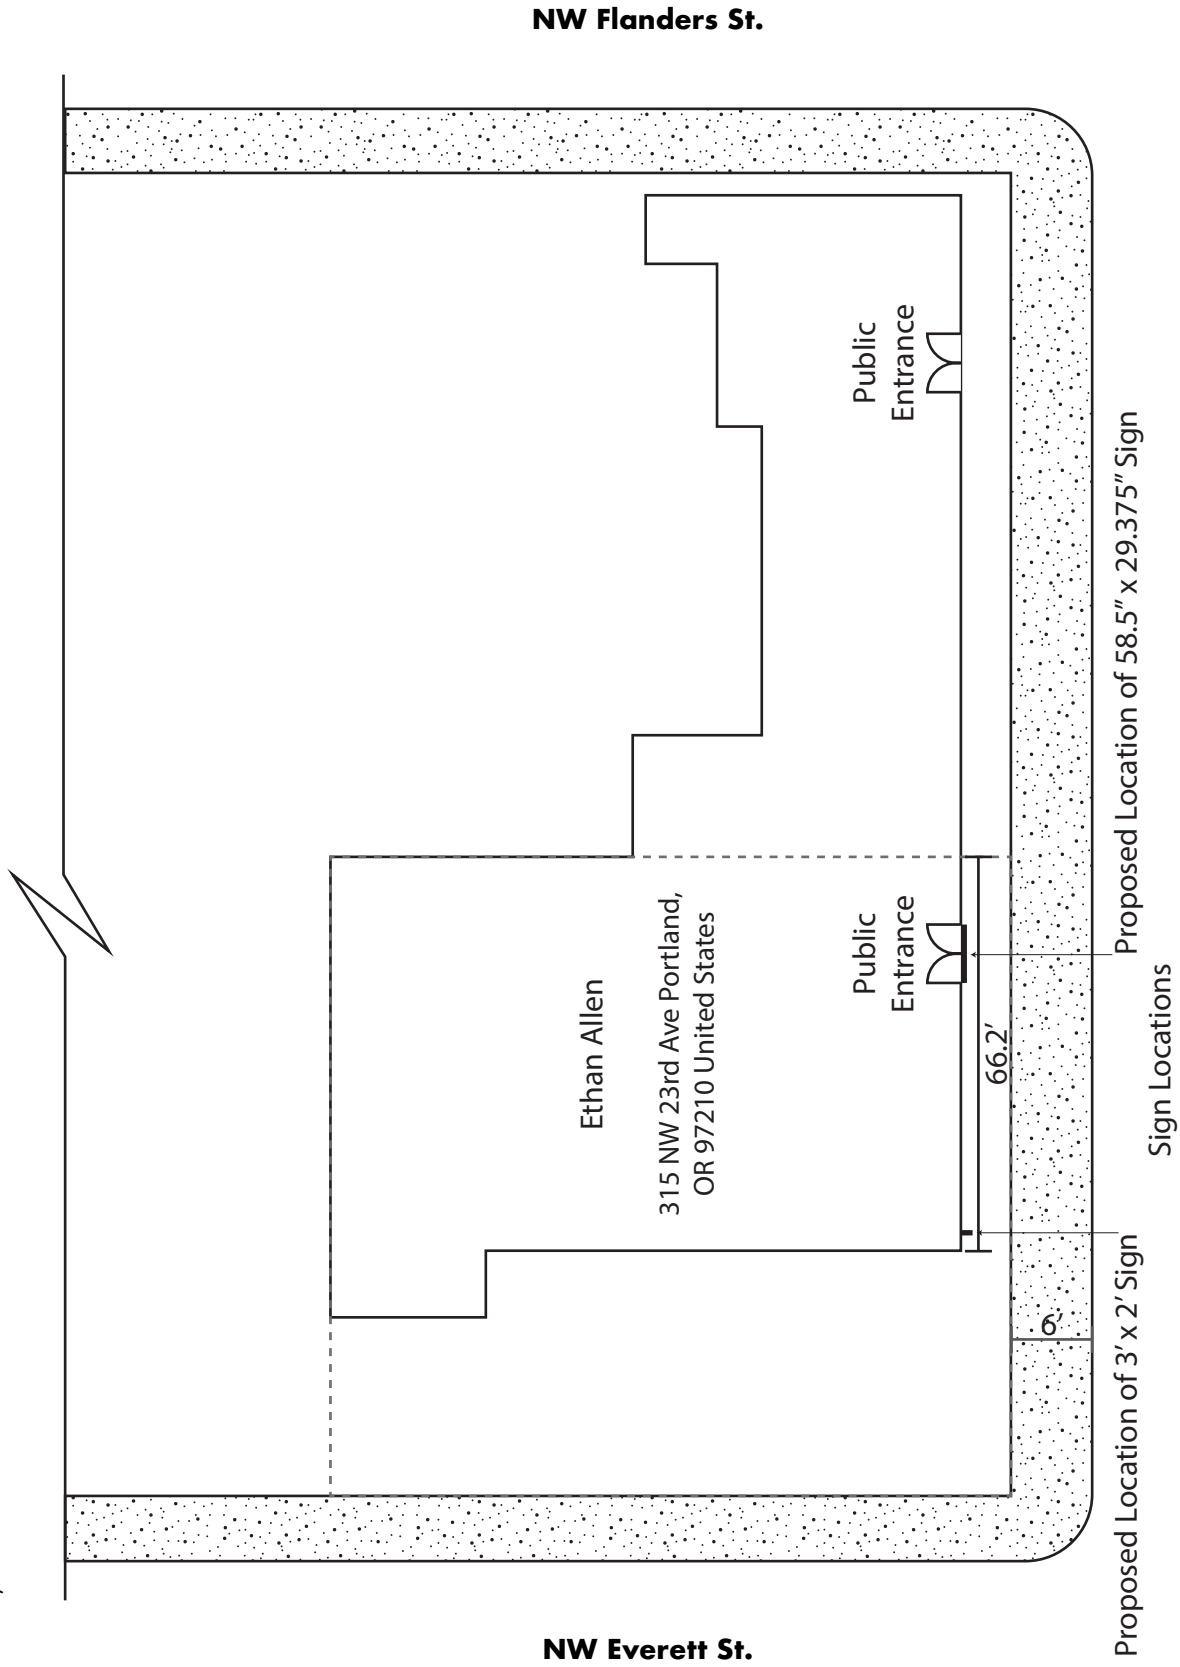 NW Flanders St.
Public
Entrance
Ethan Allen
315 NW 23rd Ave Portland,
OR 97210 United States
Public
Entrance
66.2’
6’
Proposed Location of 3’ x 2’ Sign
Proposed Location of 58.5” x 29.375” Sign
Sign Locations
NW Everett St.